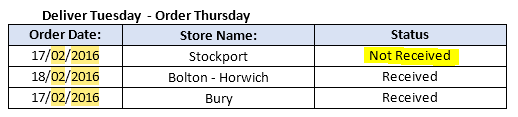 Deliver Tuesday - Order Thursday
Order Date: Store Name: Status
17/02/2016 Stockport Not Received
18/02/2016 Bolton - Horwich Received
17/02/2016 Bury Received